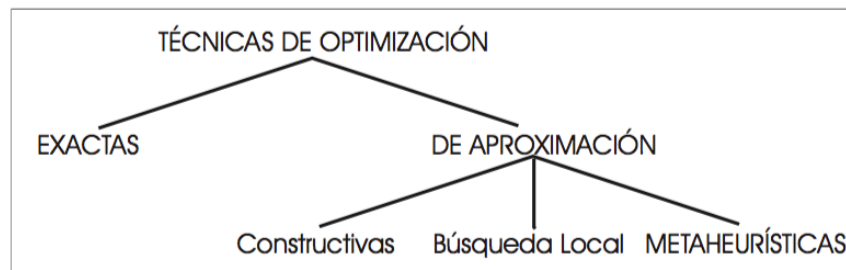 TÉCNICAS DE OPTIMIZACIÓN
EXACTAS DE APROXIMACIÓN
Constructivas Búsqueda Local METAHEURÍSTICAS